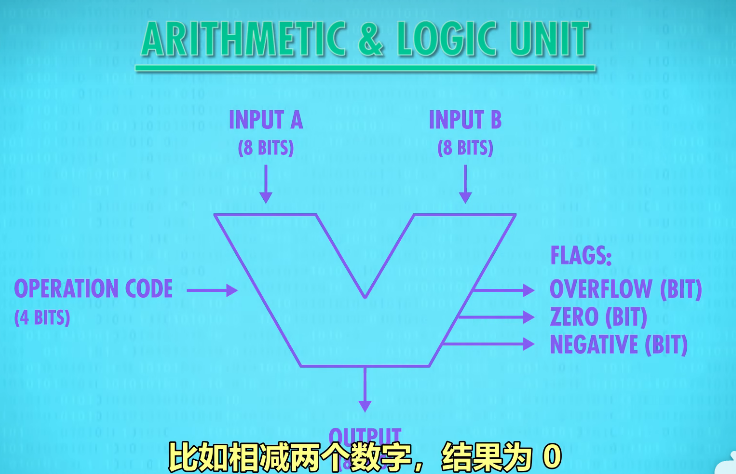 ARITHMETIC & LOGIC UNIT
INPUT A
(8 BITS)
INPUT B
(8 BITS)
OPERATION CODE
(4 BITS)
FLAGS:
OVERFLOW (BIT)
ZERO (BIT)
NEGATIVE (BIT)
OUTPUT
比如相减两个数字，结果为 0